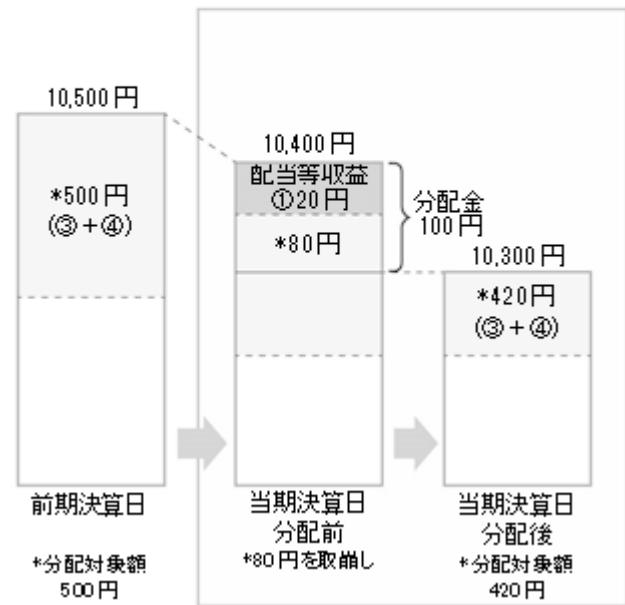 10,500円
*500円
(③+④)
前期決算日
*分配対象額
500円
10,400円
配当等収益
①20円
*80円
分配金
100円
当期決算日
分配前
*80円を取崩し
10,300円
*420円
(③+④)
当期決算日
分配後
*分配対象額
420円